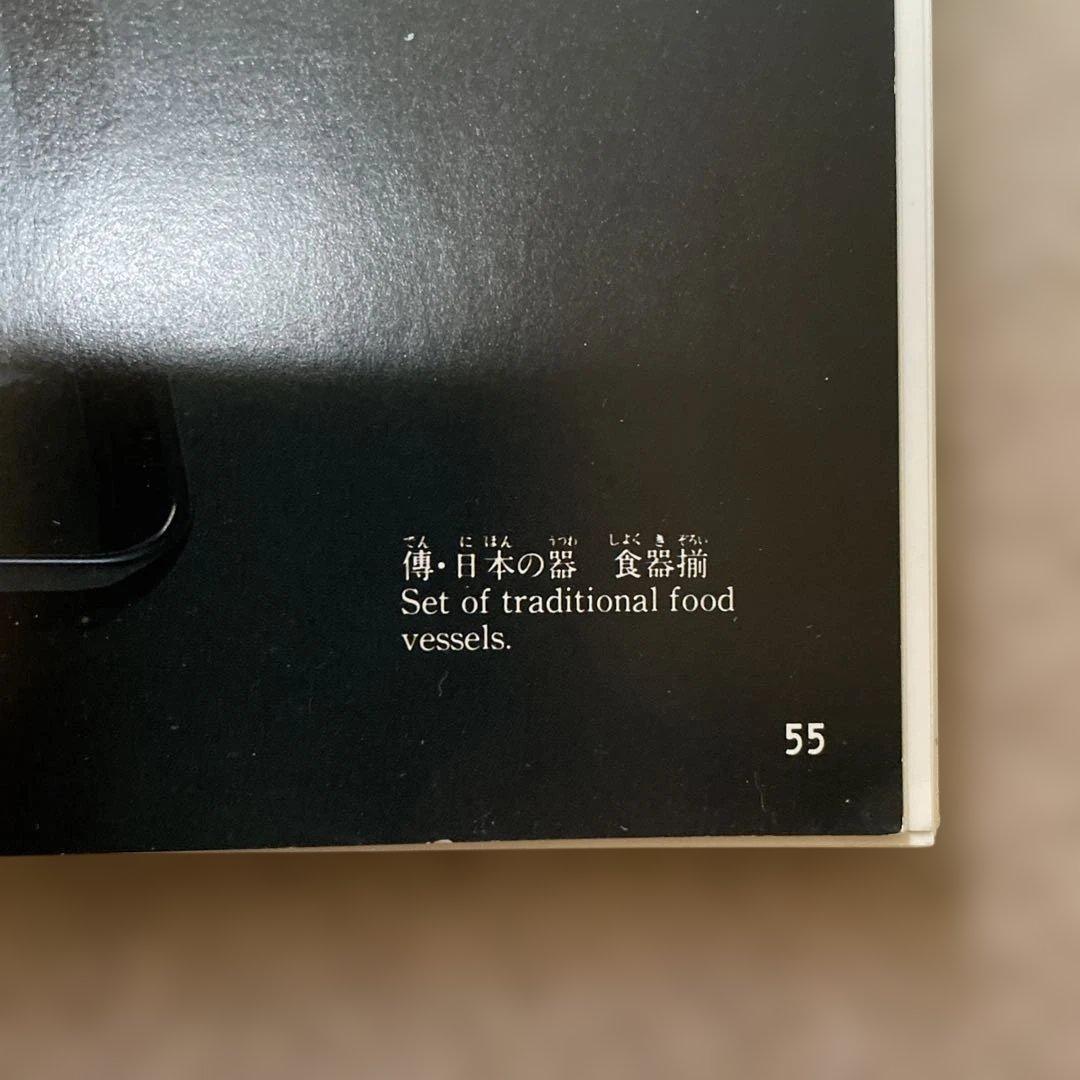 でん に ほん うつわ しよく き ぞろい
傳・日本の器 食器揃
Set of traditional food
vessels.
55